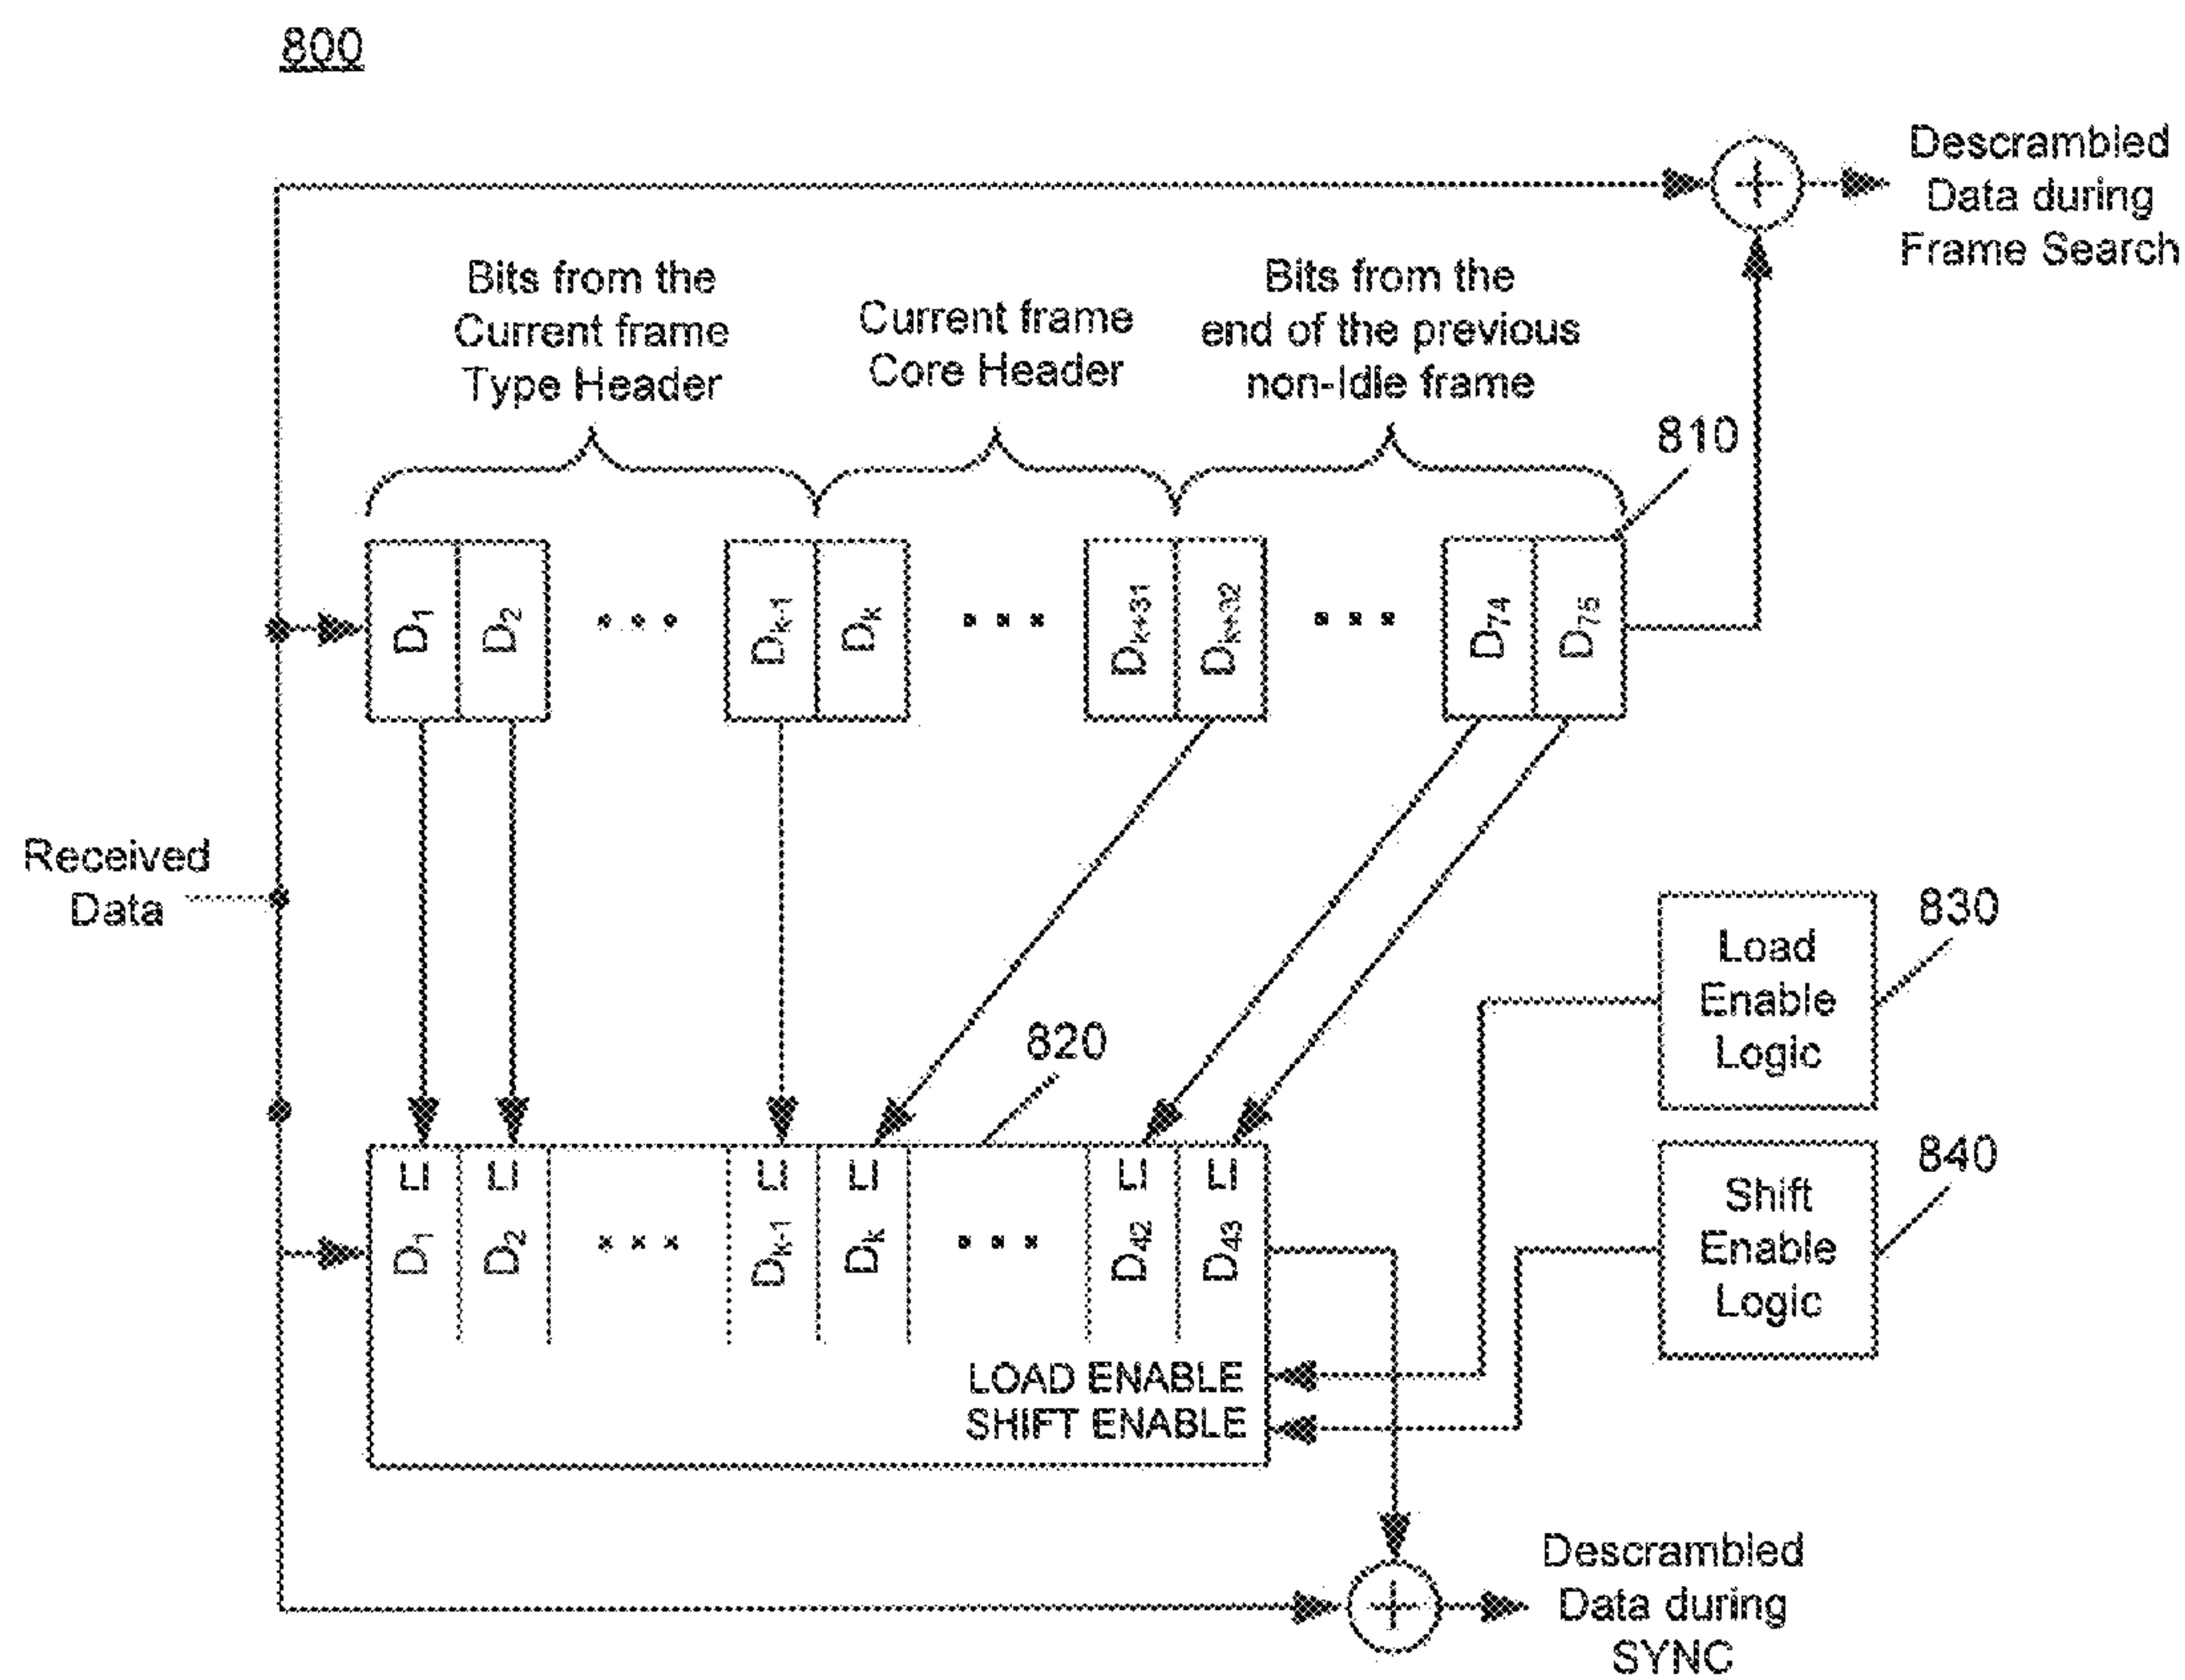 800
Descrambled
Data during
Frame Search
Bits from the
Current frame
Type Header
Current frame
Core Header
Bits from the
end of the previous
non-Idle frame
810
D1 D2 ••• Dk-1 Dk ••• Dk+31 Dk+32 ••• D74 D75
Received
Data
830
Load
Enable
Logic
820
LI LI LI LI LI LI
D1 D2 ••• Dk-1 Dk ••• D42 D43
840
Shift
Enable
Logic
LOAD ENABLE
SHIFT ENABLE
Descrambled
Data during
SYNC